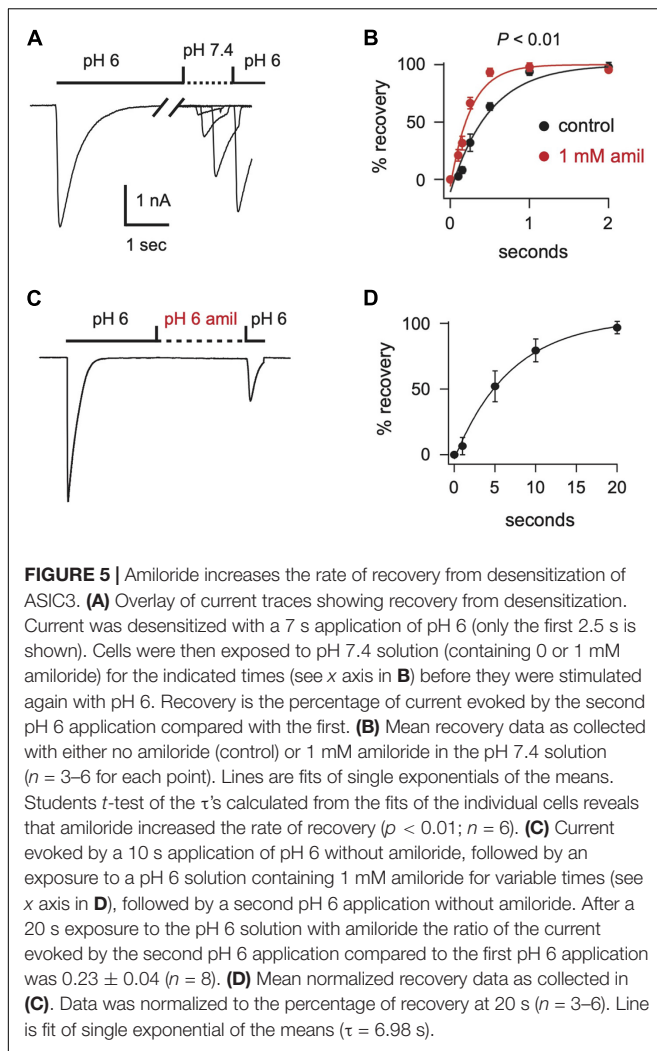 A
pH 6
pH 7.4
pH 6
1 nA
1 sec
B
P < 0.01
% recovery
100
50
0
control
1 mM amil
0
1
2
seconds
C
pH 6
pH 6 amil
pH 6
D
% recovery
100
50
0
0
5
10
15
20
seconds
FIGURE 5 | Amiloride increases the rate of recovery from desensitization of
ASIC3. (A) Overlay of current traces showing recovery from desensitization.
Current was desensitized with a 7 s application of pH 6 (only the first 2.5 s is
shown). Cells were then exposed to pH 7.4 solution (containing 0 or 1 mM
amiloride) for the indicated times (see x axis in B) before they were stimulated
again with pH 6. Recovery is the percentage of current evoked by the second
pH 6 application compared with the first. (B) Mean recovery data as collected
with either no amiloride (control) or 1 mM amiloride in the pH 7.4 solution
(n = 3–6 for each point). Lines are fits of single exponentials of the means.
Students t-test of the τ's calculated from the fits of the individual cells reveals
that amiloride increased the rate of recovery (p < 0.01; n = 6). (C) Current
evoked by a 10 s application of pH 6 without amiloride, followed by an
exposure to a pH 6 solution containing 1 mM amiloride for variable times (see
x axis in D), followed by a second pH 6 application without amiloride. After a
20 s exposure to the pH 6 solution with amiloride the ratio of the current
evoked by the second pH 6 application compared to the first pH 6 application
was 0.23 ± 0.04 (n = 8). (D) Mean normalized recovery data as collected in
(C). Data was normalized to the percentage of recovery at 20 s (n = 3–6). Line
is fit of single exponential of the means (τ = 6.98 s).